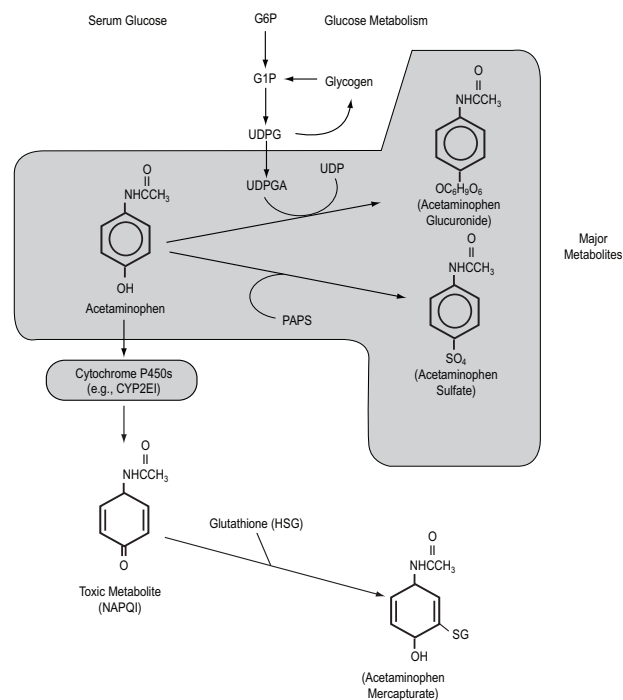 Serum Glucose
G6P
Glucose Metabolism
G1P
Glycogen
UDPG
UDPGA
UDP
O
NHCCH3
OC6H9O6
(Acetaminophen
Glucuronide)
O
NHCCH3
OH
Acetaminophen
PAPS
O
NHCCH3
SO4
(Acetaminophen
Sulfate)
Major
Metabolites
Cytochrome P450s
(e.g., CYP2EI)
O
NHCCH3
O
Toxic Metabolite
(NAPQI)
Glutathione (HSG)
O
NHCCH3
SG
OH
(Acetaminophen
Mercapturate)